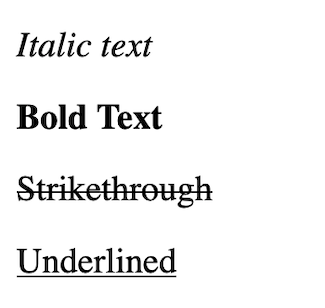 Italic text
Bold Text
Strikethrough
Underlined